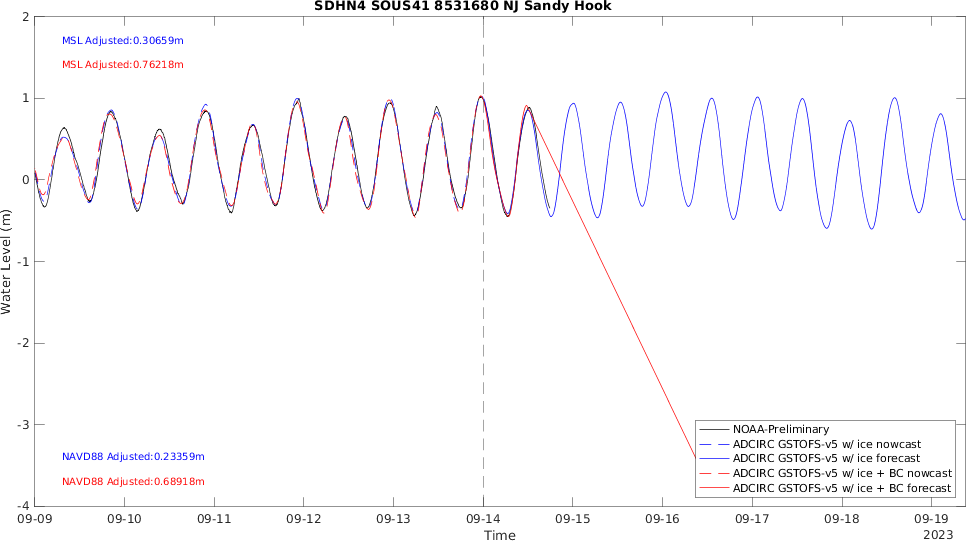 SDHN4 SOUS41 8531680 NJ Sandy Hook
2
MSL Adjusted:0.30659m
MSL Adjusted:0.76218m
1
0
-1
-2
-3
-4
Water Level (m)
NAVD88 Adjusted:0.23359m
NAVD88 Adjusted:0.68918m
NOAA-Preliminary
ADCIRC GSTOFS-v5 w/ ice nowcast
ADCIRC GSTOFS-v5 w/ ice forecast
ADCIRC GSTOFS-v5 w/ ice + BC nowcast
ADCIRC GSTOFS-v5 w/ ice + BC forecast
09-09 09-10 09-11 09-12 09-13 09-14 09-15 09-16 09-17 09-18 09-19
Time 2023